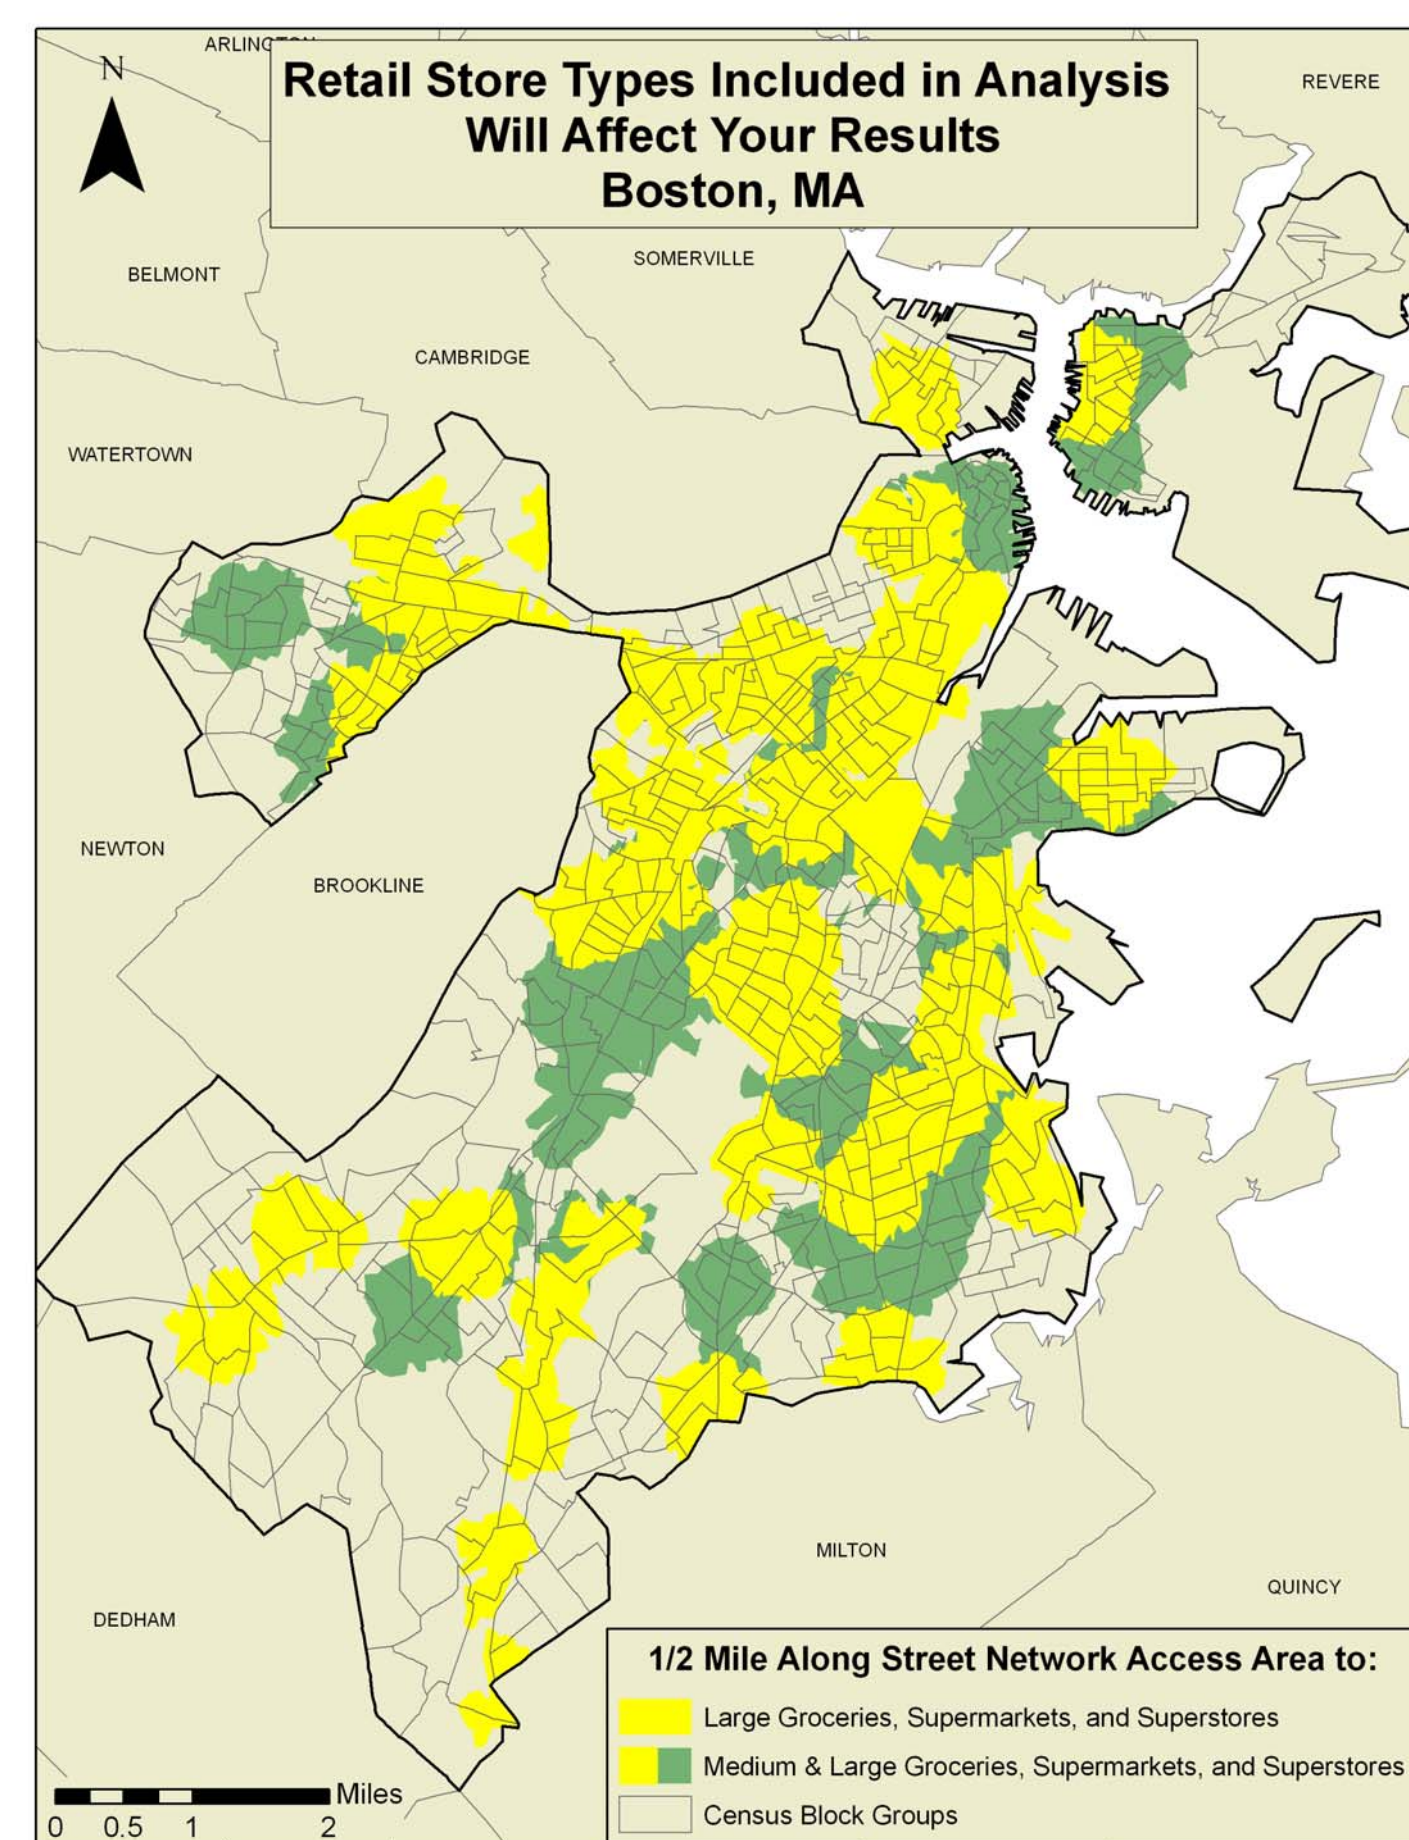 ARLINGTON
N
Retail Store Types Included in Analysis
Will Affect Your Results
Boston, MA
REVERE
BELMONT
SOMERVILLE
CAMBRIDGE
WATERTOWN
NEWTON
BROOKLINE
MILTON
QUINCY
DEDHAM
1/2 Mile Along Street Network Access Area to:
Large Groceries, Supermarkets, and Superstores
Medium & Large Groceries, Supermarkets, and Superstores
Census Block Groups
Miles
0 0.5 1 2